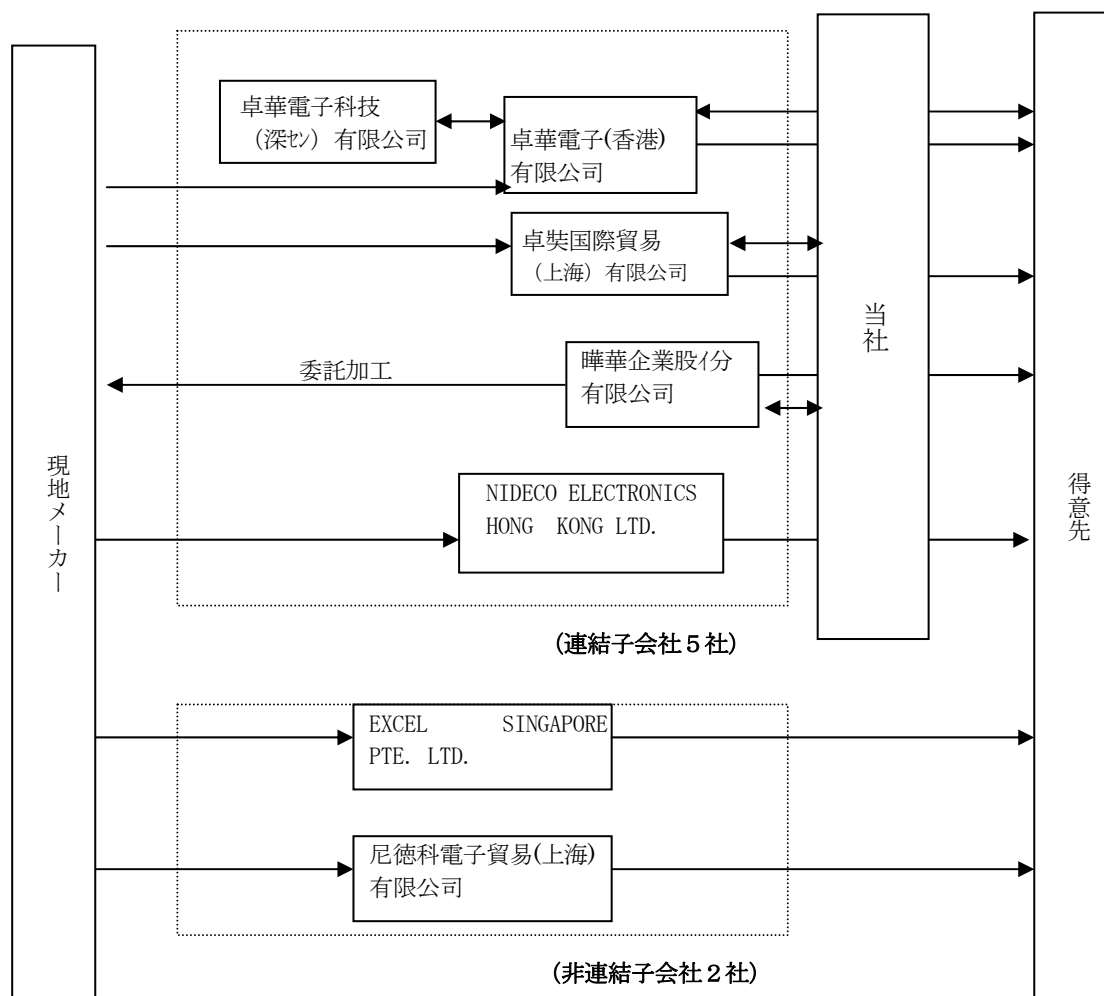 卓華電子科技
（深セン）有限公司
卓華電子(香港)
有限公司
卓奘国際貿易
（上海）有限公司
当社
曄華企業股イ分
有限公司
委託加工
現地メーカー
NIDECO ELECTRONICS
HONG KONG LTD.
得意先
(連結子会社５社)
EXCEL SINGAPORE
PTE. LTD.
尼徳科電子貿易(上海)
有限公司
(非連結子会社２社)